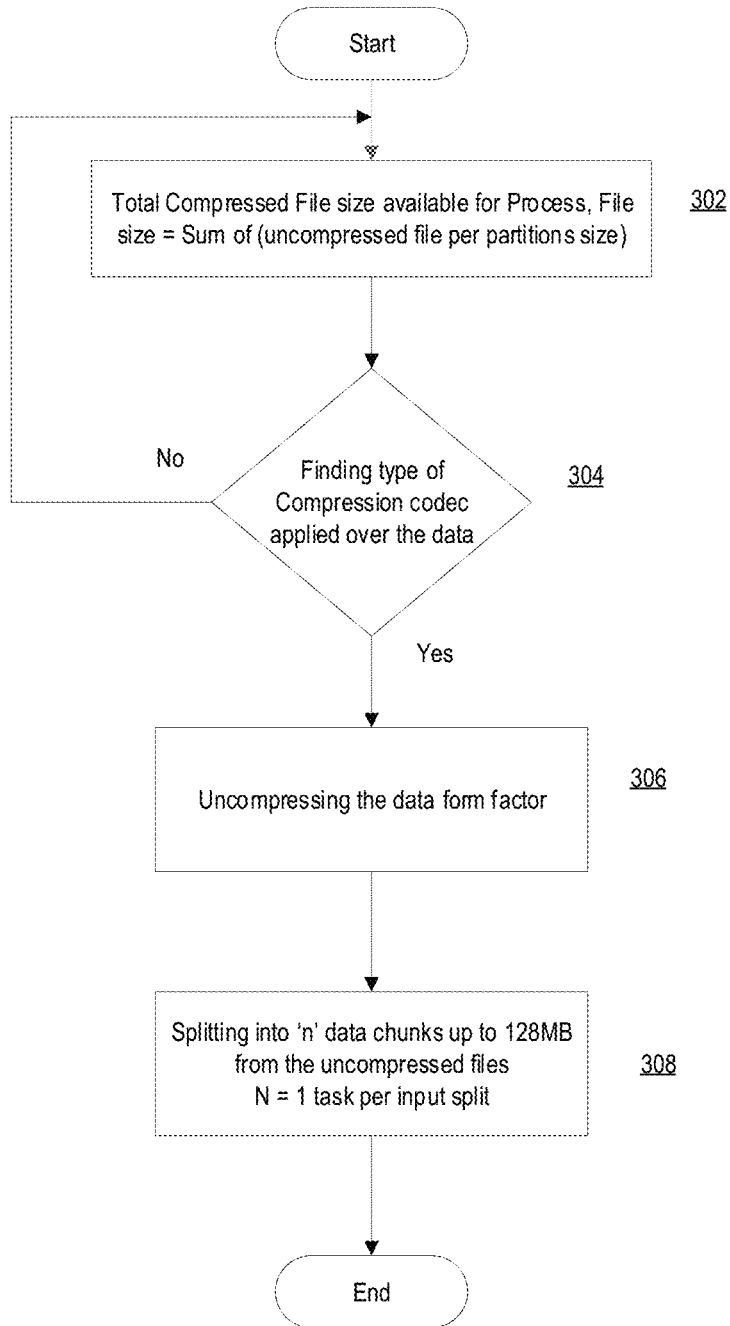 Start
Total Compressed File size available for Process, File
size = Sum of (uncompressed file per partitions size)
302
No
Finding type of
Compression codec
applied over the data
304
Yes
Uncompressing the data form factor
306
Splitting into 'n' data chunks up to 128MB
from the uncompressed files
N = 1 task per input split
308
End